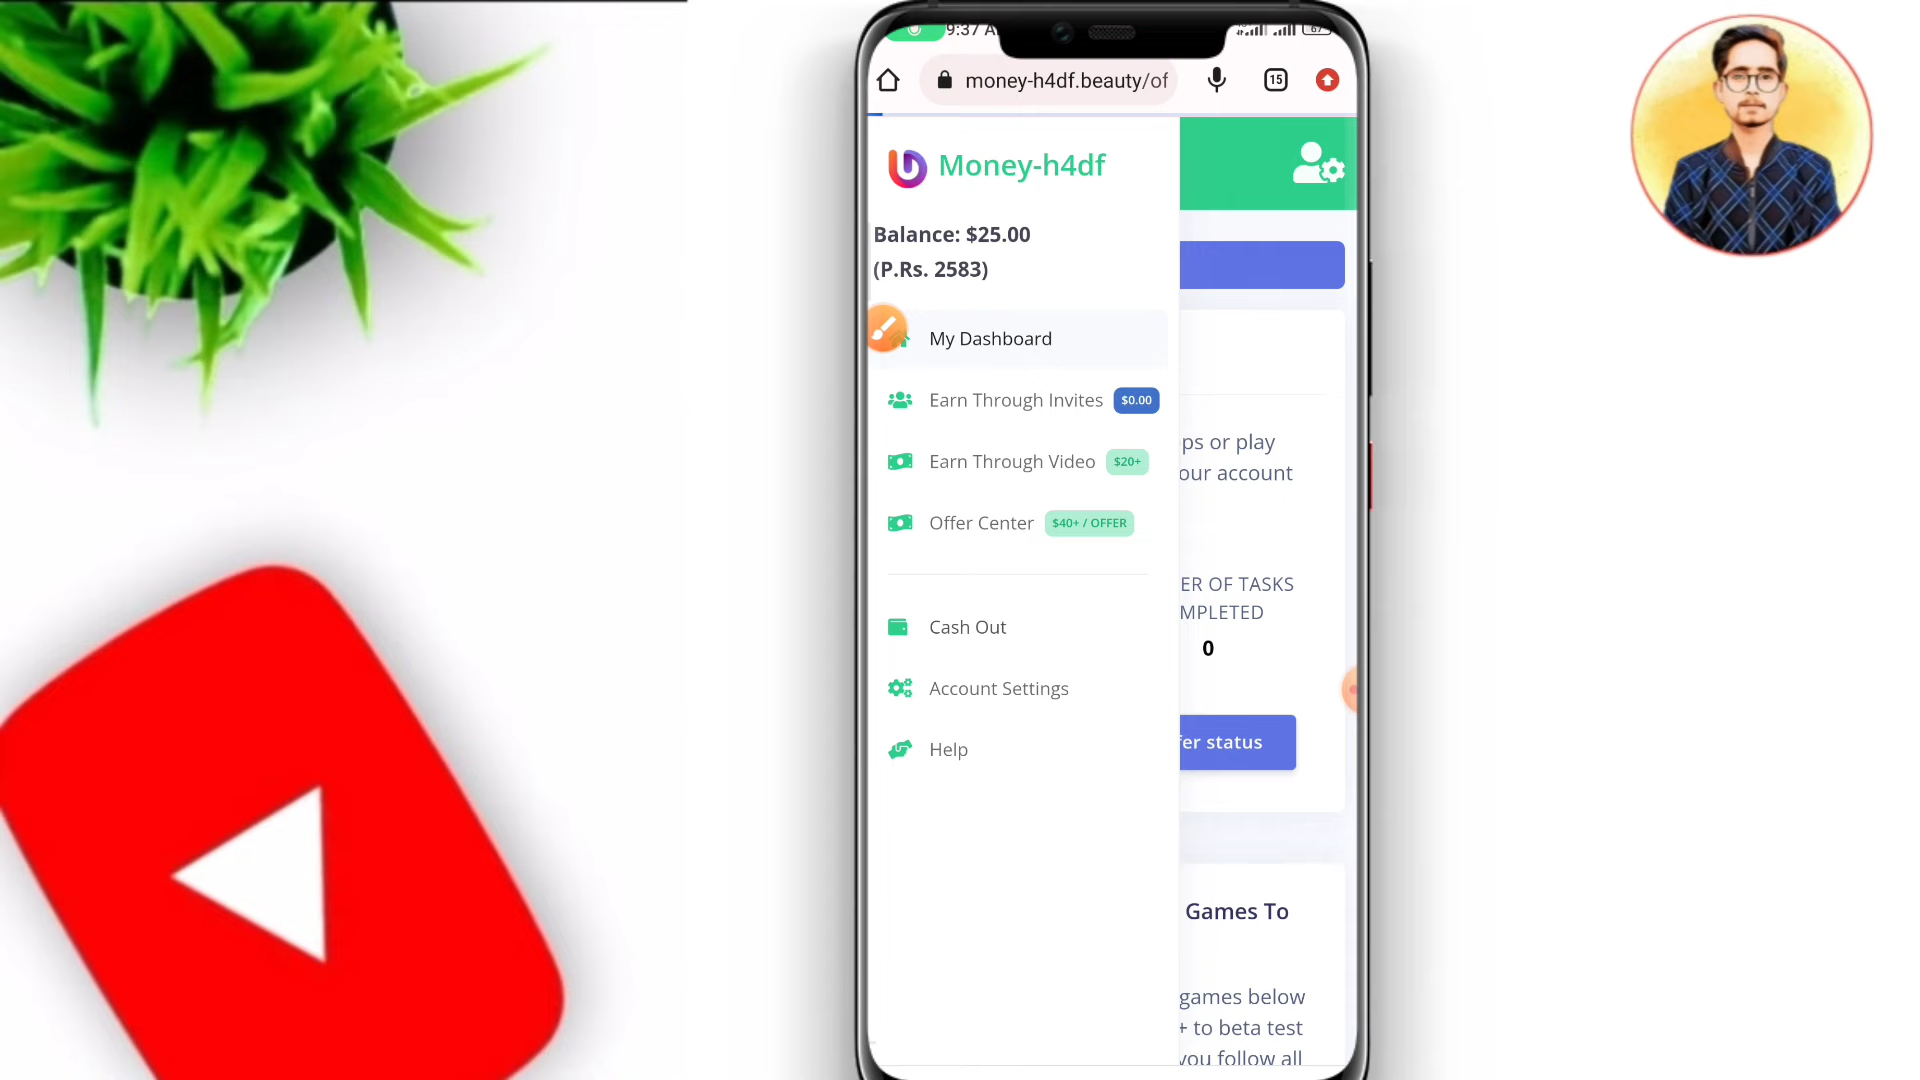 9:37
67
money-h4df.beauty/of
15
Money-h4df
Balance: $25.00
(P.Rs. 2583)
My Dashboard
Earn Through Invites $0.00
ps or play
Earn Through Video $20+
our account
Offer Center $40+ / OFFER
ER OF TASKS
MPLETED
Cash Out
0
Account Settings
fer status
Help
Games To
games below
+ to beta test
you follow all